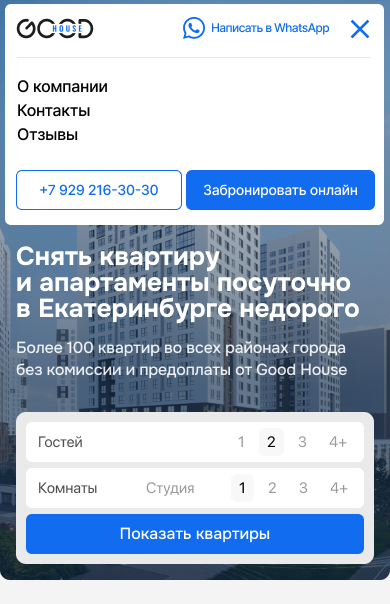 GOOD HOUSE
Написать в WhatsApp
О компании
Контакты
Отзывы
+7 929 216-30-30
Забронировать онлайн
Снять квартиру
и апартаменты посуточно
в Екатеринбурге недорого
Более 100 квартир во всех районах города
без комиссии и предоплаты от Good House
Гостей 1 2 3 4+
Комнаты Студия 1 2 3 4+
Показать квартиры